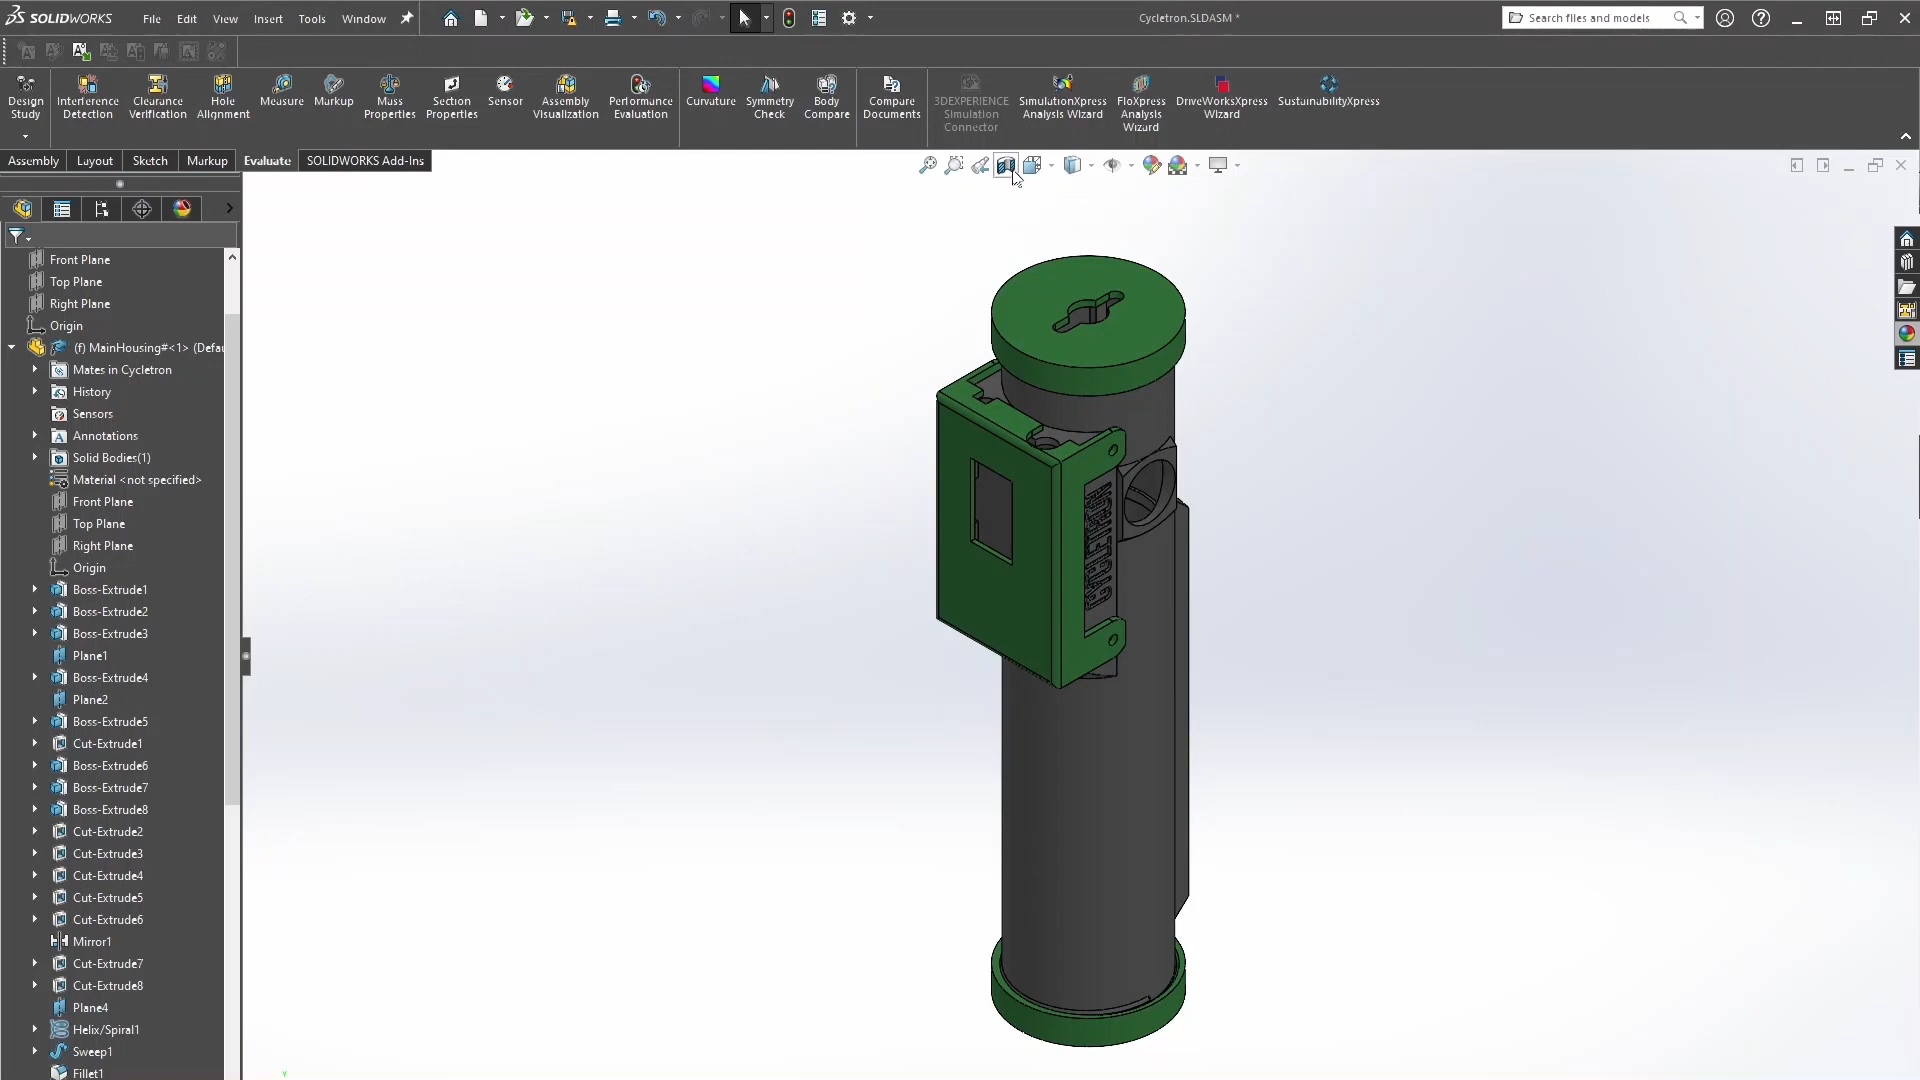 SOLIDWORKS File Edit View Insert Tools Window Cycletron.SLDASM * Search files and models
Design Study
Interference Detection
Clearance Verification
Hole Alignment
Measure
Markup
Mass Properties
Section Properties
Sensor
Assembly Visualization
Performance Evaluation
Curvature
Symmetry Check
Body Compare
Compare Documents
3DEXPERIENCE Simulation Connector
SimulationXpress Analysis Wizard
FloXpress Analysis Wizard
DriveWorksXpress Wizard
SustainabilityXpress
Assembly Layout Sketch Markup Evaluate SOLIDWORKS Add-Ins
Front Plane
Top Plane
Right Plane
Origin
(f) MainHousing#<1> (Defau
Mates in Cycletron
History
Sensors
Annotations
Solid Bodies(1)
Material <not specified>
Front Plane
Top Plane
Right Plane
Origin
Boss-Extrude1
Boss-Extrude2
Boss-Extrude3
Plane1
Boss-Extrude4
Plane2
Boss-Extrude5
Cut-Extrude1
Boss-Extrude6
Boss-Extrude7
Boss-Extrude8
Cut-Extrude2
Cut-Extrude3
Cut-Extrude4
Cut-Extrude5
Cut-Extrude6
Mirror1
Cut-Extrude7
Cut-Extrude8
Plane4
Helix/Spiral1
Sweep1
Fillet1
CYCLETRON
Y